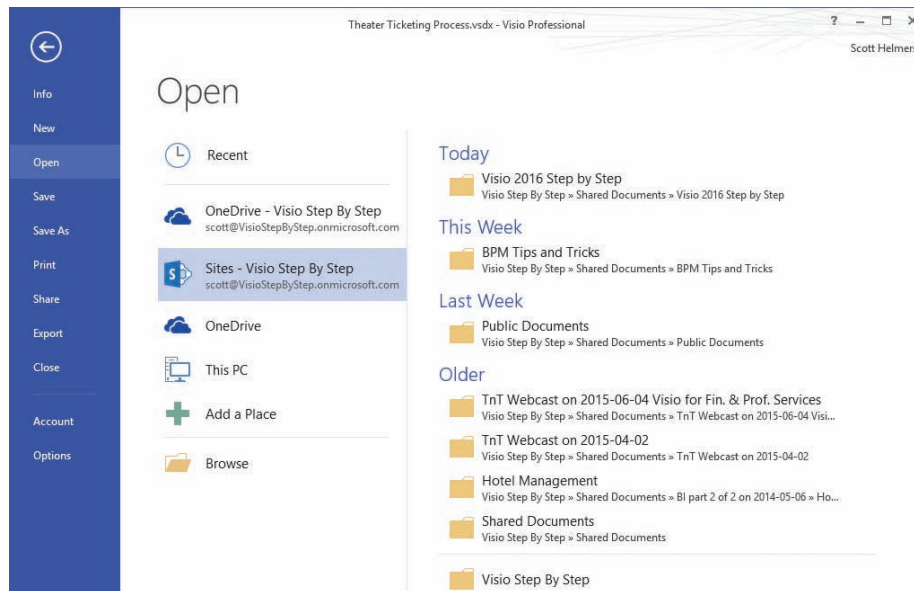 Theater Ticketing Process.vsdx - Visio Professional
?
Scott Helmers
Info
New
Open
Save
Save As
Print
Share
Export
Close
Account
Options
Open
Recent
OneDrive - Visio Step By Step
scott@VisioStepByStep.onmicrosoft.com
Sites - Visio Step By Step
scott@VisioStepByStep.onmicrosoft.com
OneDrive
This PC
Add a Place
Browse
Today
Visio 2016 Step by Step
Visio Step By Step » Shared Documents » Visio 2016 Step by Step
This Week
BPM Tips and Tricks
Visio Step By Step » Shared Documents » BPM Tips and Tricks
Last Week
Public Documents
Visio Step By Step » Shared Documents » Public Documents
Older
TnT Webcast on 2015-06-04 Visio for Fin. & Prof. Services
Visio Step By Step » Shared Documents » TnT Webcast on 2015-06-04 Visi...
TnT Webcast on 2015-04-02
Visio Step By Step » Shared Documents » TnT Webcast on 2015-04-02
Hotel Management
Visio Step By Step » Shared Documents » BI part 2 of 2 on 2014-05-06 » Ho...
Shared Documents
Visio Step By Step » Shared Documents
Visio Step By Step